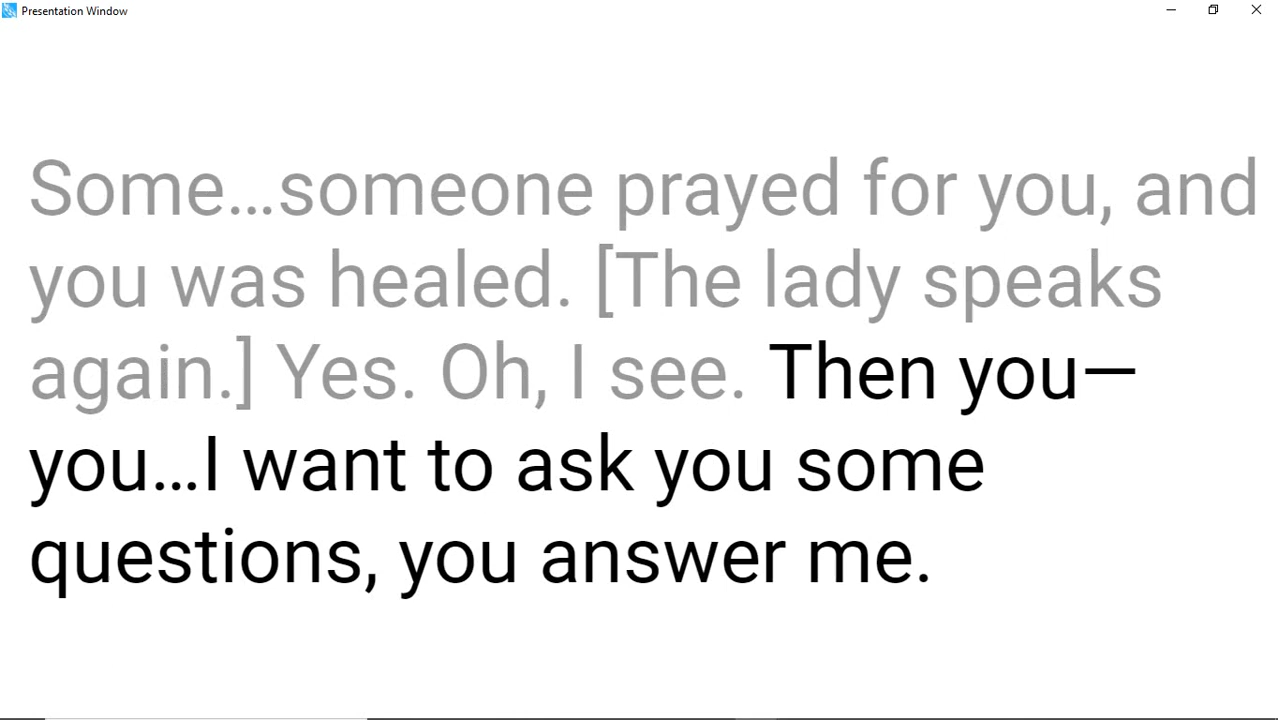 Presentation Window
Some…someone prayed for you, and
you was healed. [The lady speaks
again.] Yes. Oh, I see. Then you—
you…I want to ask you some
questions, you answer me.